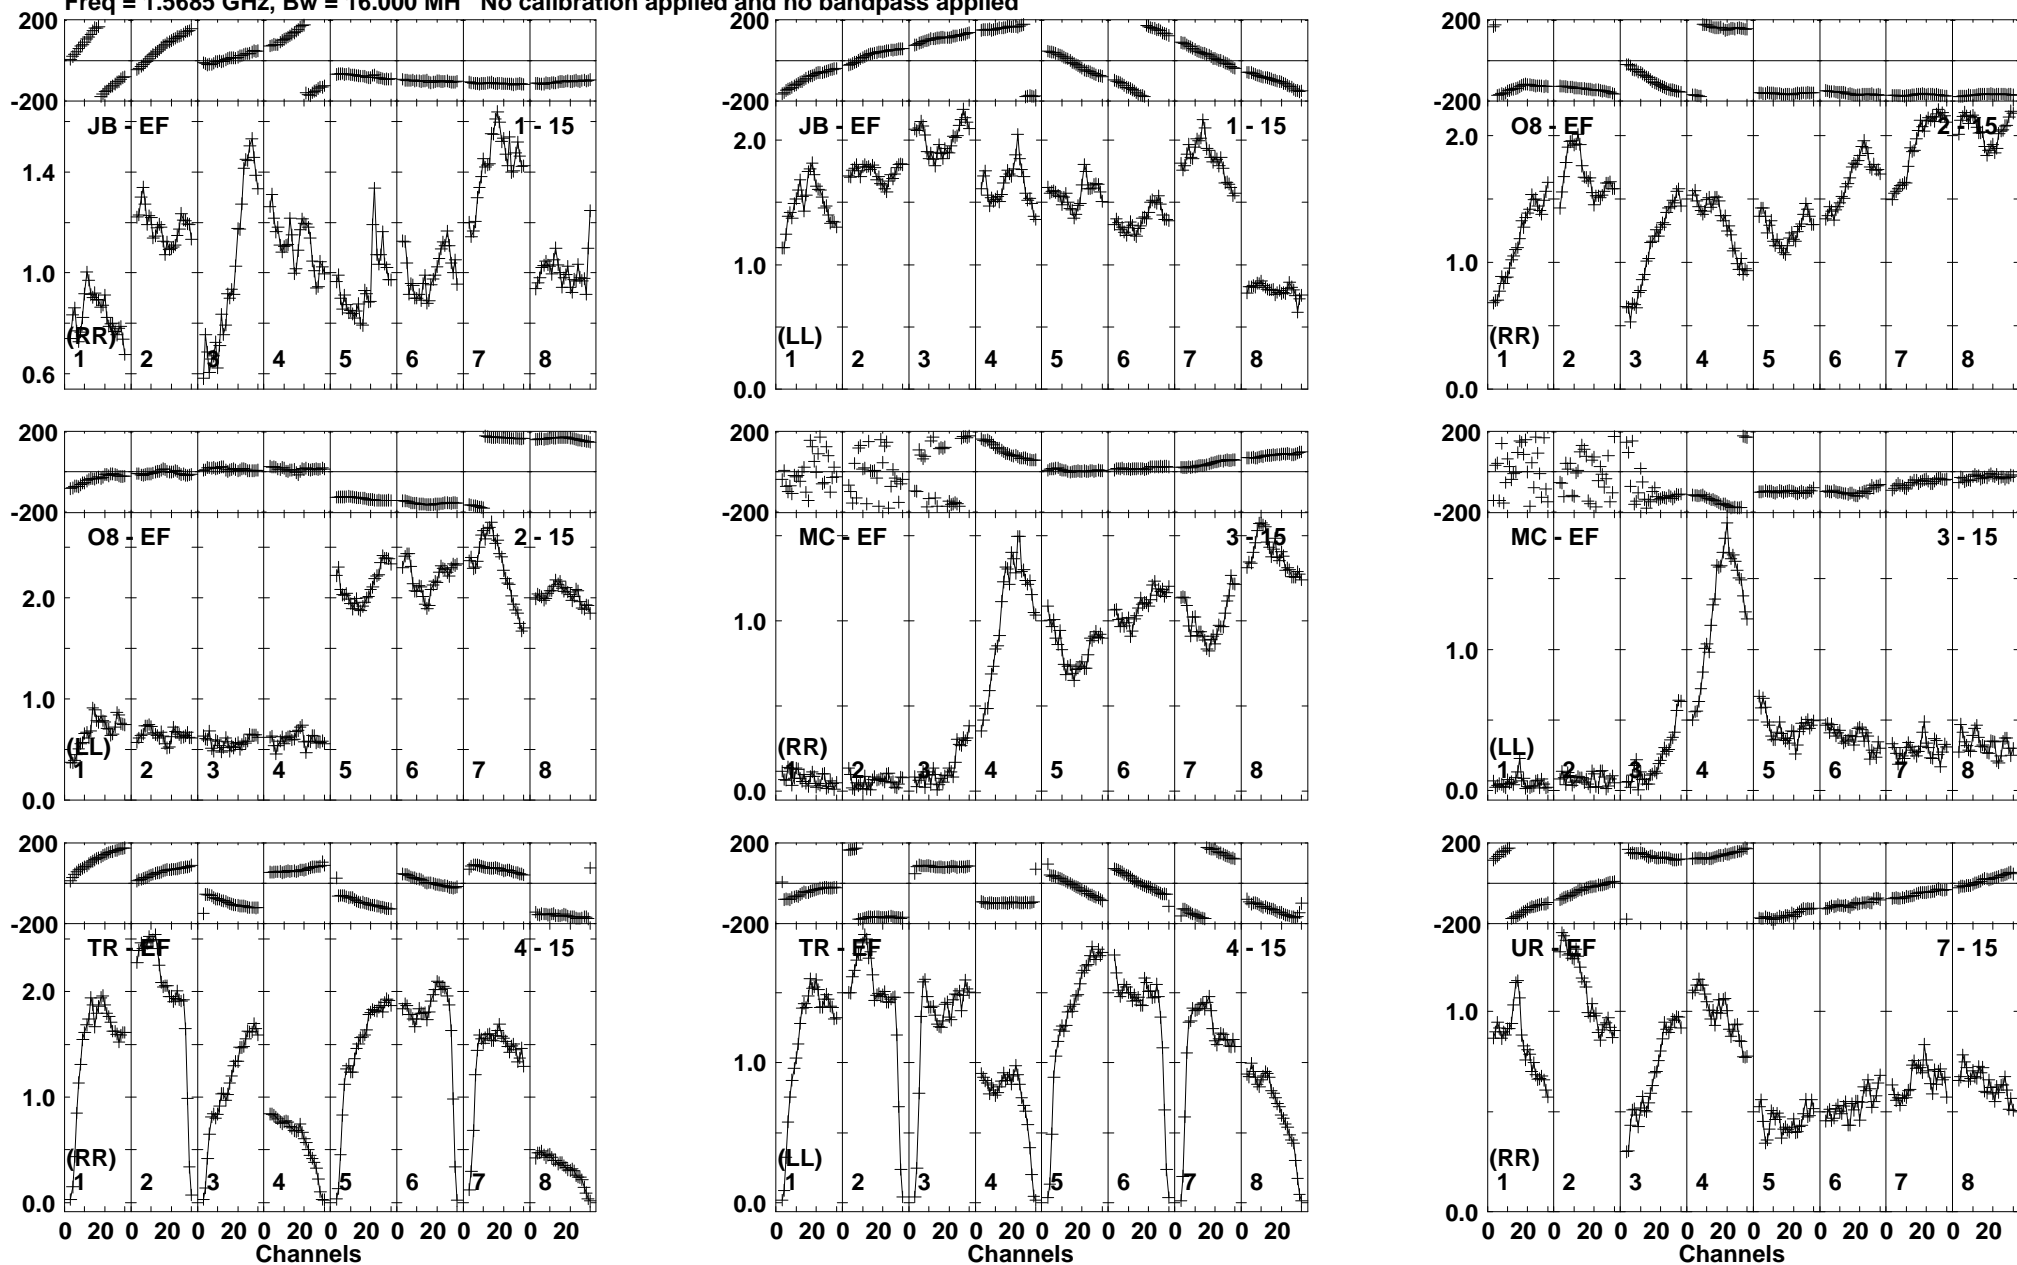 Freq = 1.5685 GHz, Bw = 16.000 MH   No calibration applied and no bandpass applied
200
-200
JB - EF 1 - 15
1.4
1.0
0.6
(RR)
1 2 3 4 5 6 7 8
200
-200
JB - EF 1 - 15
2.0
1.0
0.0
(LL)
1 2 3 4 5 6 7 8
200
-200
O8 - EF 2 - 15
2.0
1.0
0.0
(RR)
1 2 3 4 5 6 7 8
200
-200
O8 - EF 2 - 15
2.0
1.0
0.0
(LL)
1 2 3 4 5 6 7 8
200
-200
MC - EF 3 - 15
1.0
0.0
(RR)
1 2 3 4 5 6 7 8
200
-200
MC - EF 3 - 15
1.0
0.0
(LL)
1 2 3 4 5 6 7 8
200
-200
TR - EF 4 - 15
2.0
1.0
0.0
(RR)
1 2 3 4 5 6 7 8
0 20 0 20 0 20 0 20 0 20 0 20 0 20 0 20
Channels
200
-200
TR - EF 4 - 15
1.0
0.0
(LL)
1 2 3 4 5 6 7 8
0 20 0 20 0 20 0 20 0 20 0 20 0 20 0 20
Channels
200
-200
UR - EF 7 - 15
1.0
0.0
(RR)
1 2 3 4 5 6 7 8
0 20 0 20 0 20 0 20 0 20 0 20 0 20 0 20
Channels